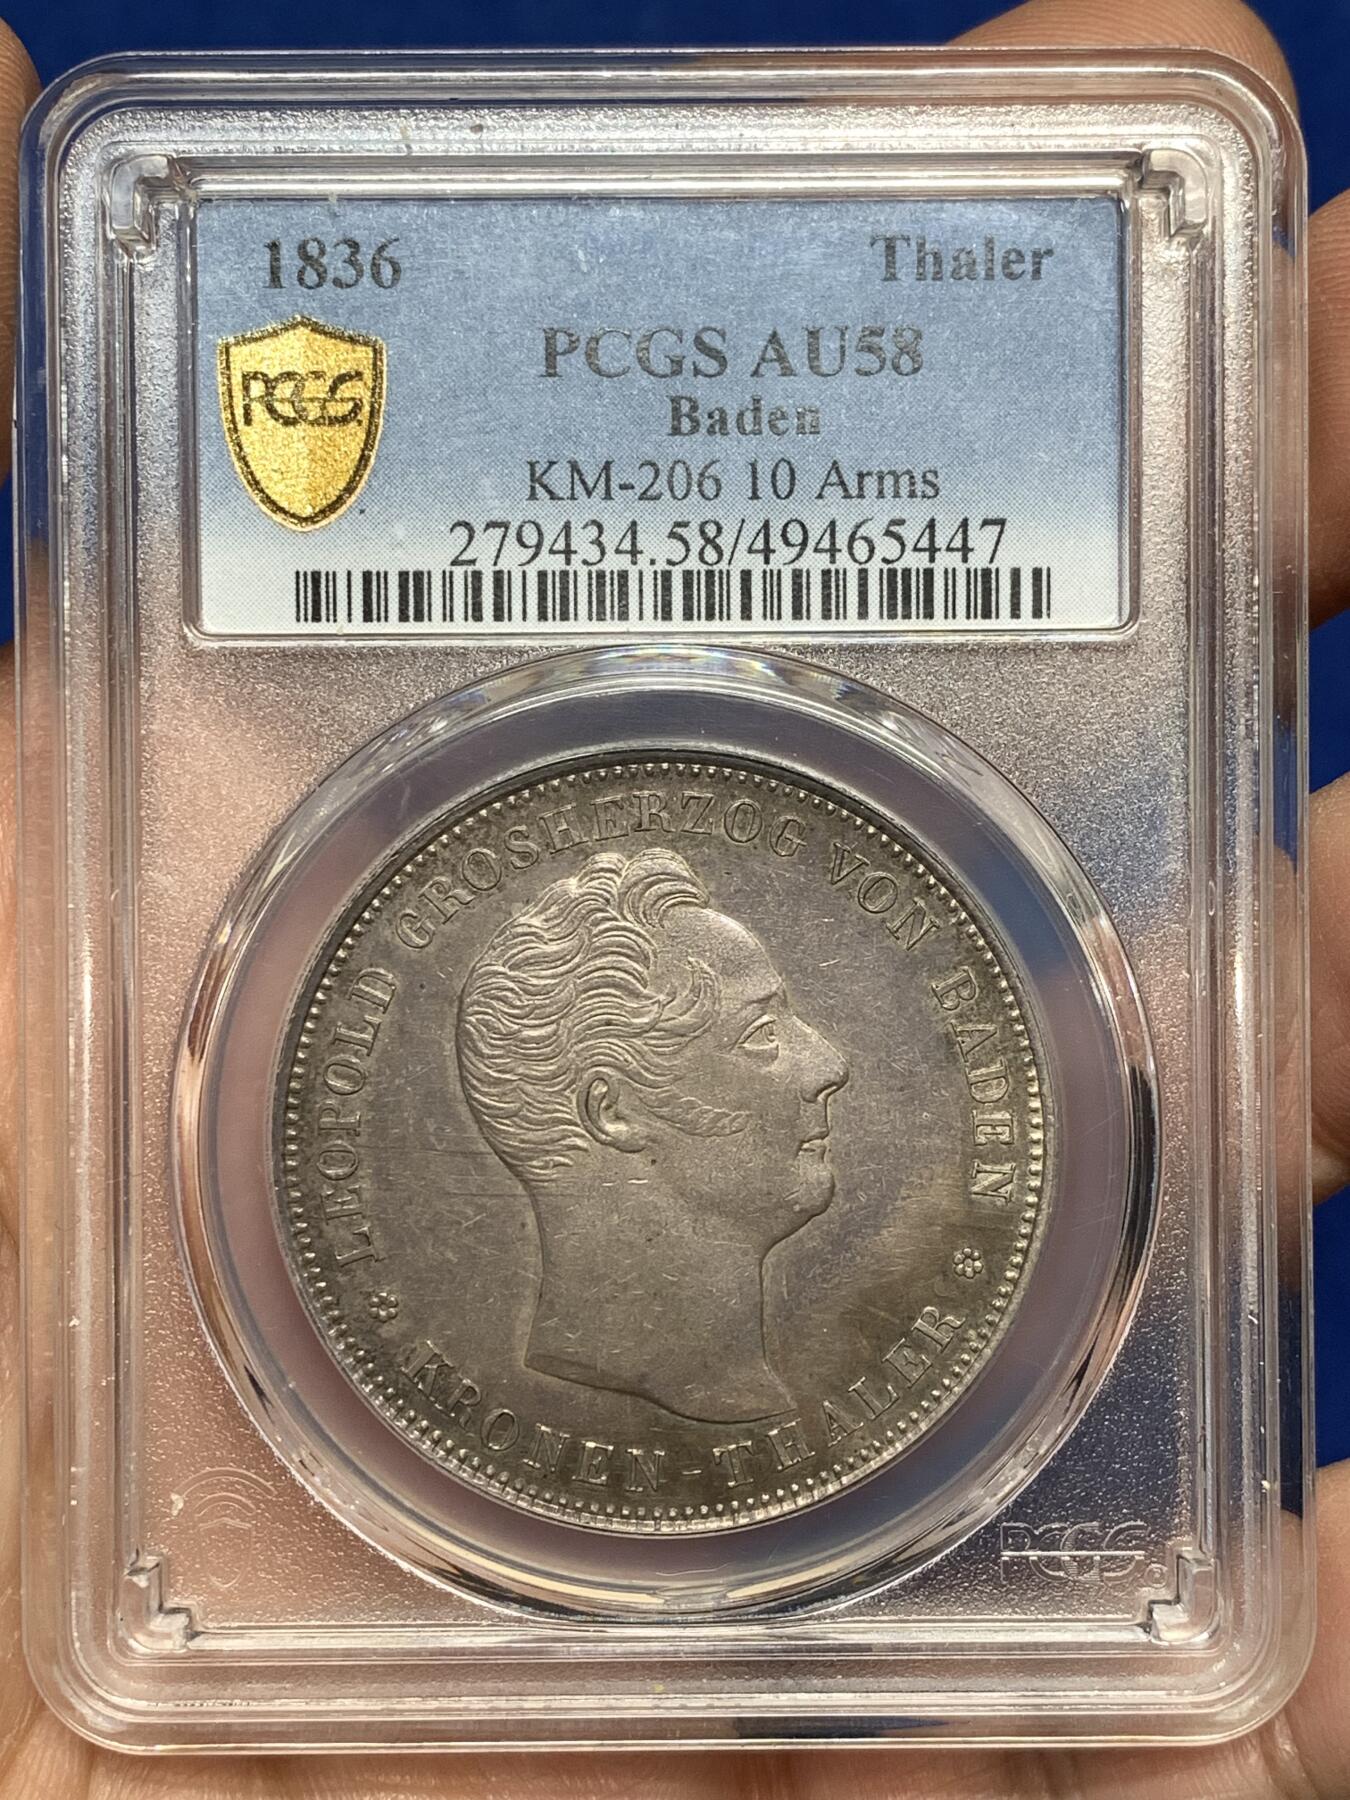 1836 Thaler
PCGS
PCGS AU58
Baden
KM-206 10 Arms
279434.58/49465447
LEOPOLD GROSHERZOG VON BADEN
KRONEN-THALER
PCGS